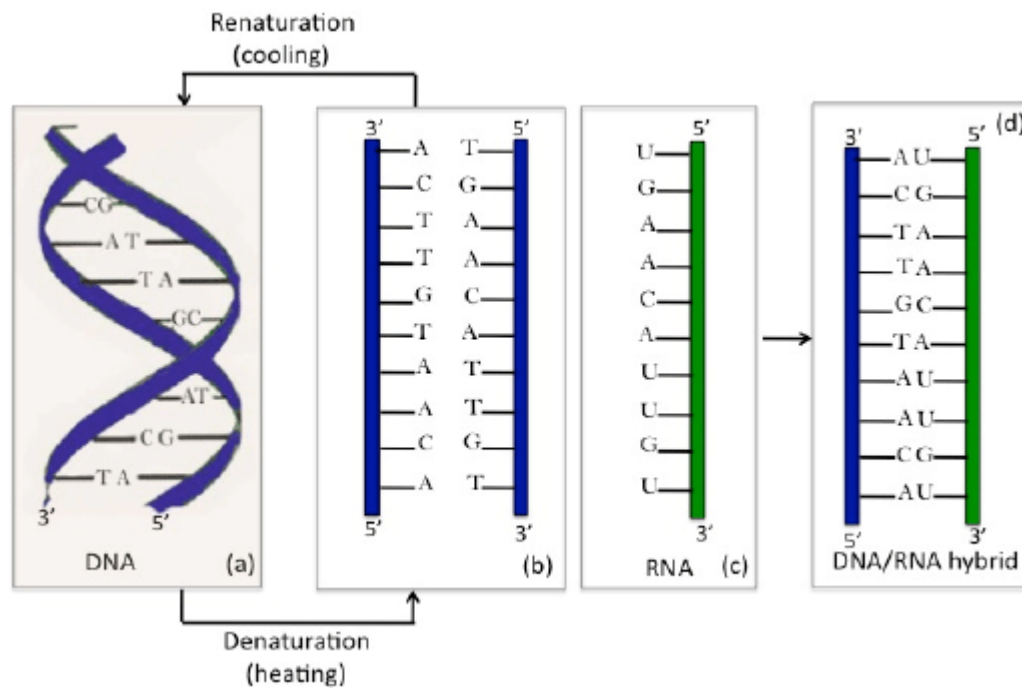 Renaturation
(cooling)
CG
AT
TA
GC
AT
CG
TA
3’
5’
DNA
(a)
3’
5’
A T
C G
T A
T A
G C
T A
A T
A T
C G
A T
5’
3’
(b)
5’
U
G
A
A
C
A
U
U
G
U
3’
RNA
(c)
(d)
3’
5’
AU
CG
TA
TA
GC
TA
AU
AU
CG
AU
5’
3’
DNA/RNA hybrid
Denaturation
(heating)